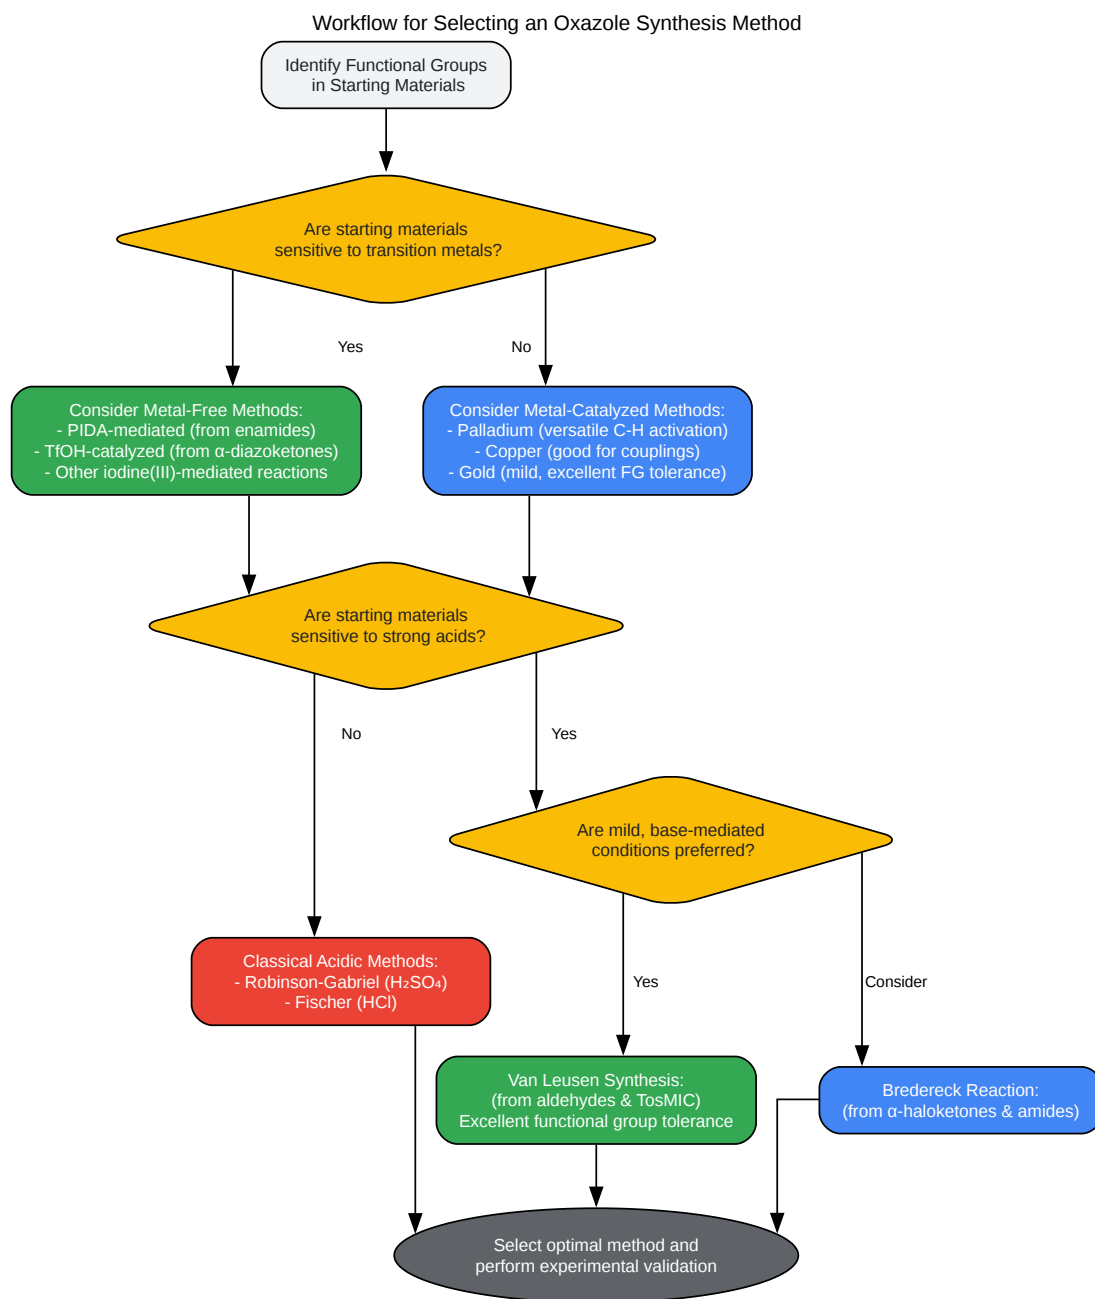 Workflow for Selecting an Oxazole Synthesis Method
Identify Functional Groups
in Starting Materials
Are starting materials
sensitive to transition metals?
Yes
No
Consider Metal-Free Methods:
- PIDA-mediated (from enamides)
- TfOH-catalyzed (from α-diazoketones)
- Other iodine(III)-mediated reactions
Consider Metal-Catalyzed Methods:
- Palladium (versatile C-H activation)
- Copper (good for couplings)
- Gold (mild, excellent FG tolerance)
Are starting materials
sensitive to strong acids?
No
Yes
Are mild, base-mediated
conditions preferred?
Classical Acidic Methods:
- Robinson-Gabriel (H₂SO₄)
- Fischer (HCl)
Yes
Consider
Van Leusen Synthesis:
(from aldehydes & TosMIC)
Excellent functional group tolerance
Bredereck Reaction:
(from α-haloketones & amides)
Select optimal method and
perform experimental validation